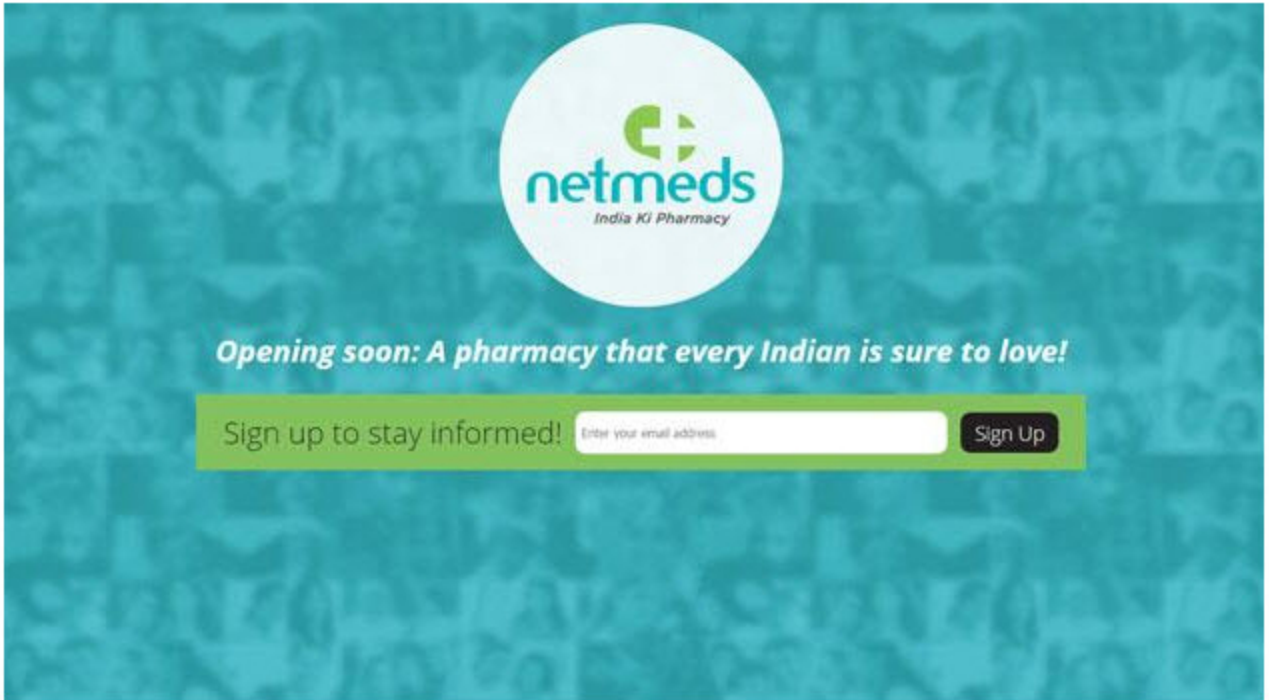 netmeds
India Ki Pharmacy
Opening soon: A pharmacy that every Indian is sure to love!
Sign up to stay informed! Enter your email address Sign Up